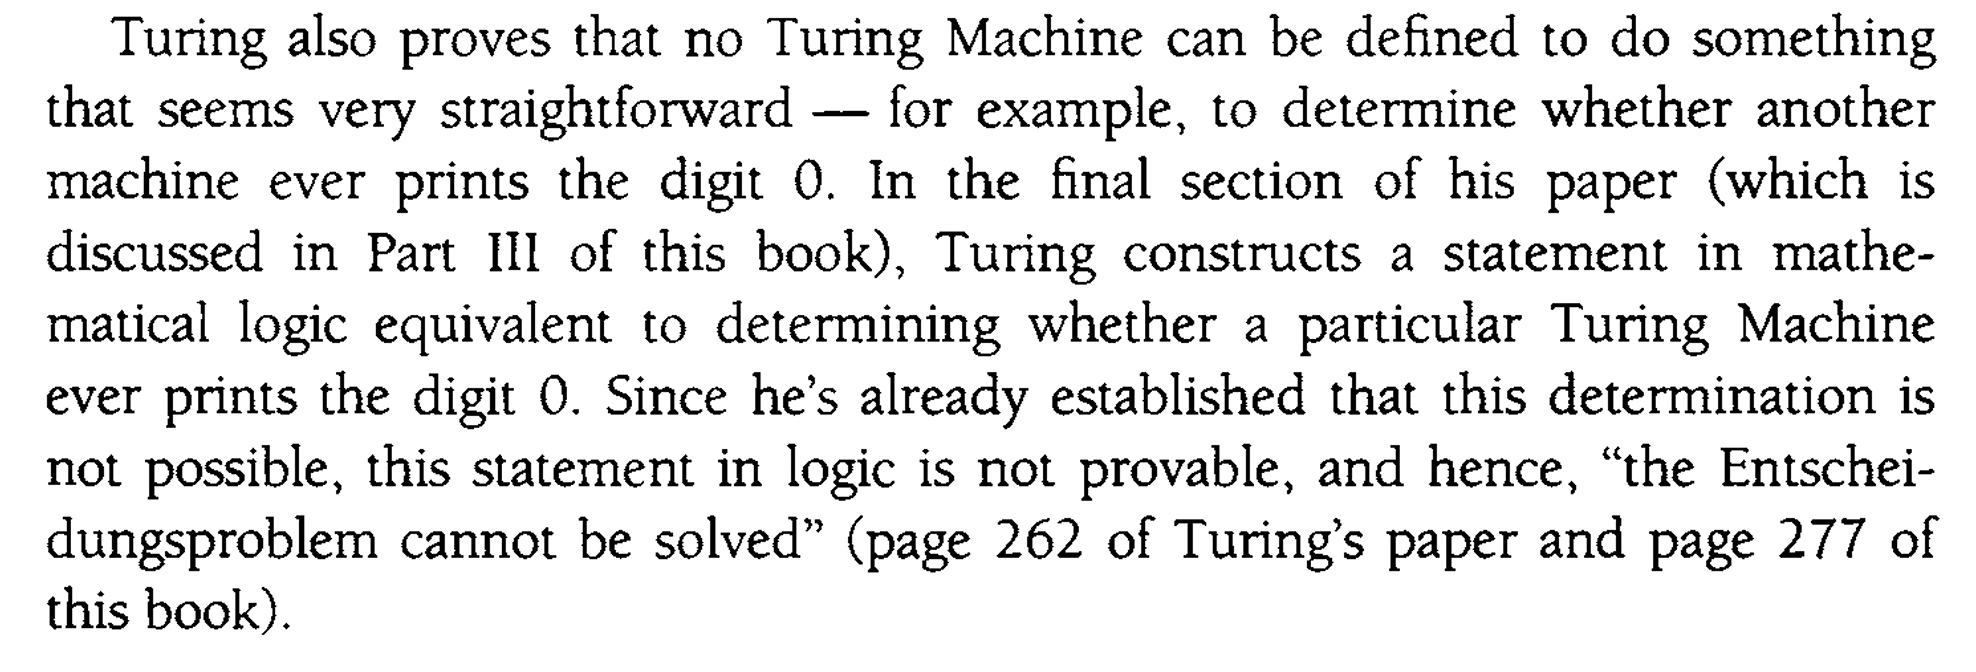 Turing also proves that no Turing Machine can be defined to do something
that seems very straightforward — for example, to determine whether another
machine ever prints the digit 0. In the final section of his paper (which is
discussed in Part III of this book), Turing constructs a statement in mathe-
matical logic equivalent to determining whether a particular Turing Machine
ever prints the digit 0. Since he's already established that this determination is
not possible, this statement in logic is not provable, and hence, “the Entschei-
dungsproblem cannot be solved” (page 262 of Turing's paper and page 277 of
this book).